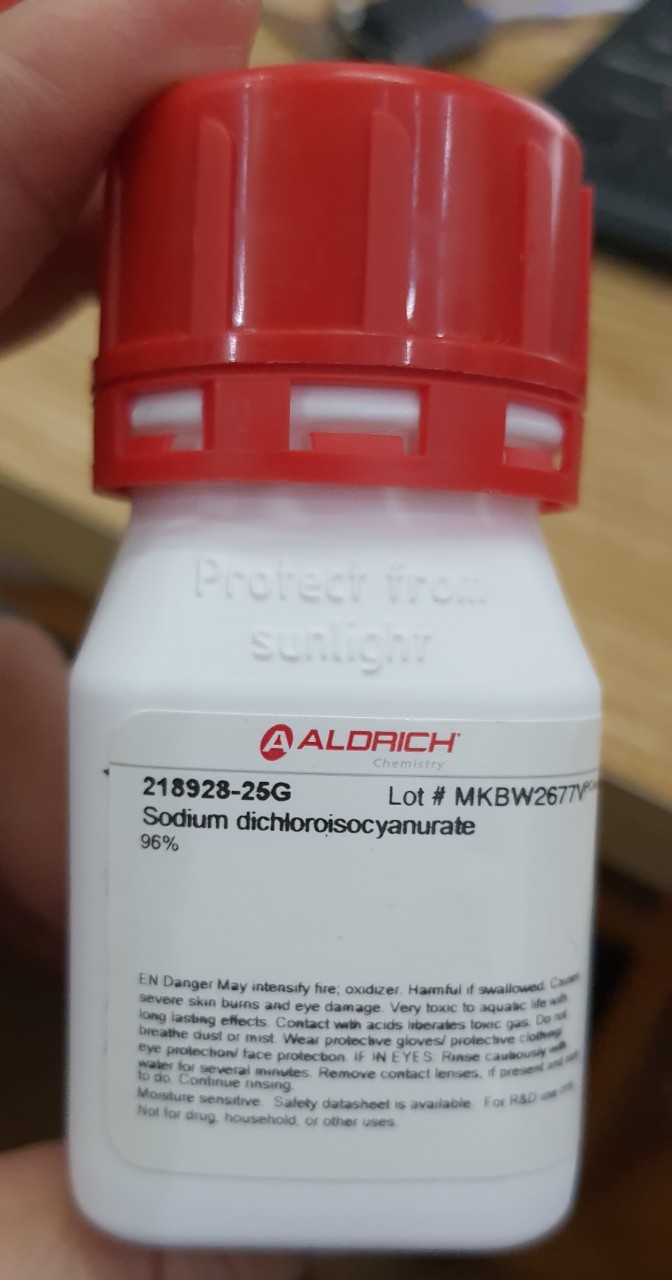 Protect from
sunlight
ALDRICH
Chemistry
218928-25G Lot # MKBW2677V
Sodium dichloroisocyanurate
96%
EN Danger May intensify fire; oxidizer. Harmful if swallowed. Causes
severe skin burns and eye damage. Very toxic to aquatic life with
long lasting effects. Contact with acids liberates toxic gas. Do not
breathe dust or mist. Wear protective gloves/ protective clothing/
eye protection/ face protection. IF IN EYES: Rinse cautiously with
water for several minutes. Remove contact lenses, if present and
to do. Continue rinsing.
Moisture sensitive. Safety datasheet is available. For R&D use only.
Not for drug, household, or other uses.